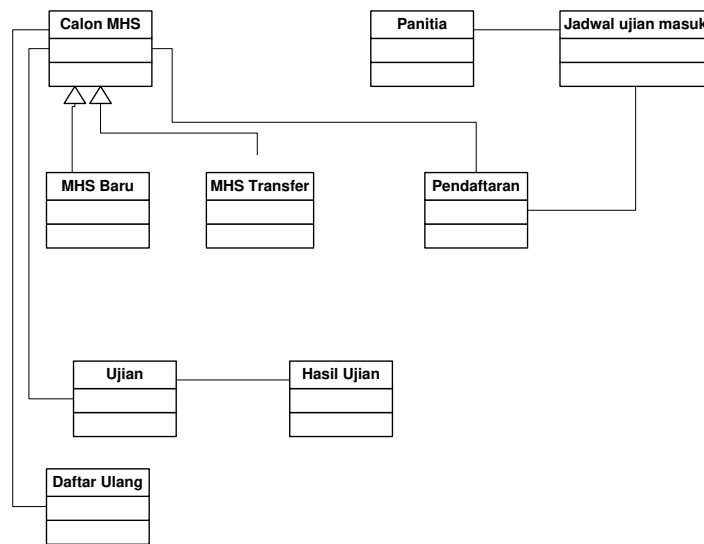 Calon MHS
Panitia
Jadwal ujian masuk
MHS Baru
MHS Transfer
Pendaftaran
Ujian
Hasil Ujian
Daftar Ulang